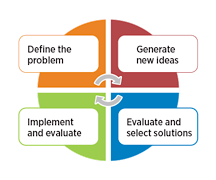 Define the
problem
Generate
new ideas
Implement
and evaluate
Evaluate and
select solutions